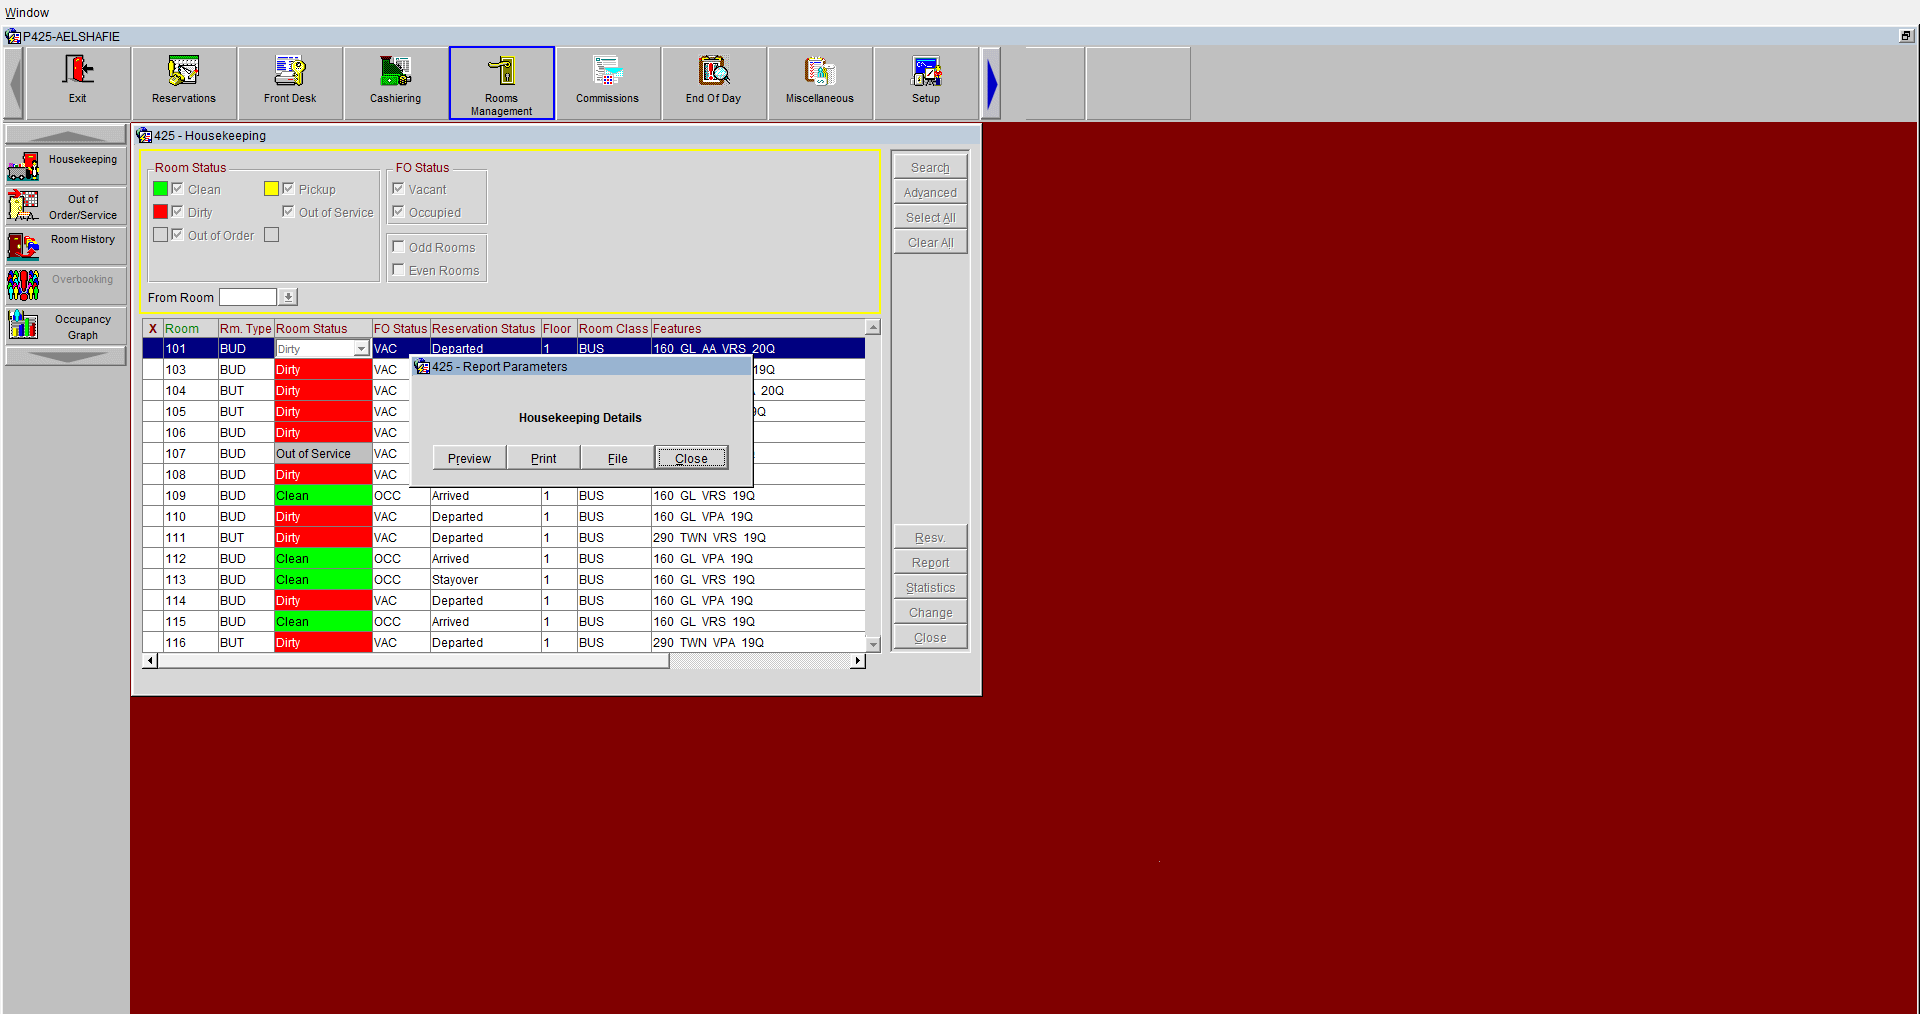 Window
P425-AELSHAFIE
Exit
Reservations
Front Desk
Cashiering
Rooms
Management
Commissions
End Of Day
Miscellaneous
Setup
Housekeeping
Out of
Order/Service
Room History
Overbooking
Occupancy
Graph
425 - Housekeeping
Room Status
Clean
Pickup
Dirty
Out of Service
Out of Order
FO Status
Vacant
Occupied
Odd Rooms
Even Rooms
From Room
Search
Advanced
Select All
Clear All
X Room Rm. Type Room Status FO Status Reservation Status Floor Room Class Features
101 BUD Dirty VAC Departed 1 BUS 160 GL AA VRS 20Q
103 BUD Dirty VAC 19Q
104 BUT Dirty VAC 20Q
105 BUT Dirty VAC
106 BUD Dirty VAC
107 BUD Out of Service VAC
108 BUD Dirty VAC
109 BUD Clean OCC Arrived 1 BUS 160 GL VRS 19Q
110 BUD Dirty VAC Departed 1 BUS 160 GL VPA 19Q
111 BUT Dirty VAC Departed 1 BUS 290 TWN VRS 19Q
112 BUD Clean OCC Arrived 1 BUS 160 GL VPA 19Q
113 BUD Clean OCC Stayover 1 BUS 160 GL VRS 19Q
114 BUD Dirty VAC Departed 1 BUS 160 GL VPA 19Q
115 BUD Clean OCC Arrived 1 BUS 160 GL VRS 19Q
116 BUT Dirty VAC Departed 1 BUS 290 TWN VPA 19Q
425 - Report Parameters
Housekeeping Details
Preview Print File Close
Resv.
Report
Statistics
Change
Close